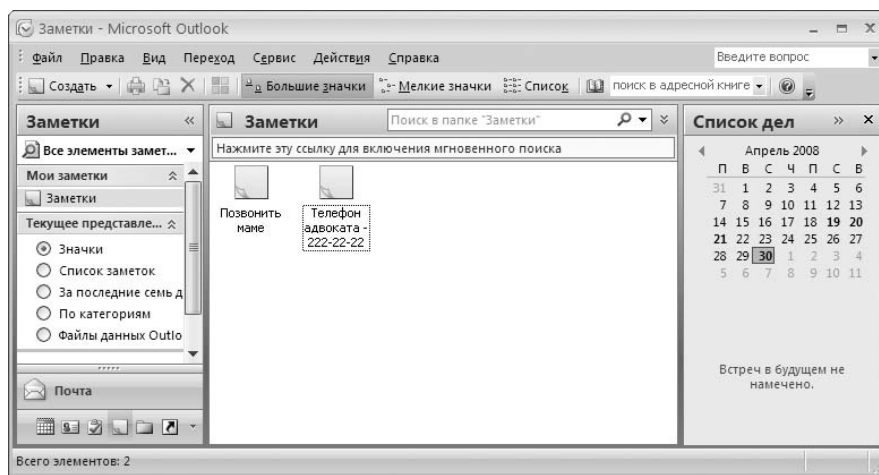 Заметки - Microsoft Outlook
Файл Правка Вид Переход Сервис Действия Справка
Введите вопрос
Создать Большие значки Мелкие значки Список поиск в адресной книге
Заметки
Все элементы замет...
Мои заметки
Заметки
Текущее представле...
Значки
Список заметок
За последние семь д
По категориям
Файлы данных Outlo
Почта
Заметки
Поиск в папке "Заметки"
Нажмите эту ссылку для включения мгновенного поиска
Позвонить
маме
Телефон
адвоката -
222-22-22
Список дел
Апрель 2008
П В С Ч П С В
31 1 2 3 4 5 6
7 8 9 10 11 12 13
14 15 16 17 18 19 20
21 22 23 24 25 26 27
28 29 30 1 2 3 4
5 6 7 8 9 10 11
Встреч в будущем не
намечено.
Всего элементов: 2